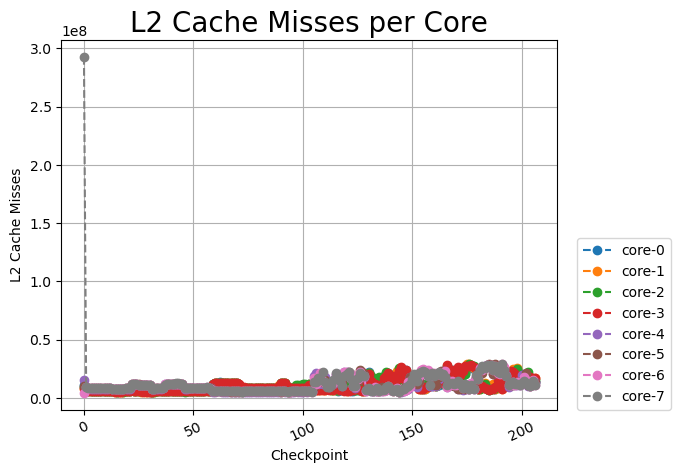 L2 Cache Misses per Core
1e8
3.0
2.5
2.0
1.5
1.0
0.5
0.0
L2 Cache Misses
0
50
100
150
200
Checkpoint
core-0
core-1
core-2
core-3
core-4
core-5
core-6
core-7